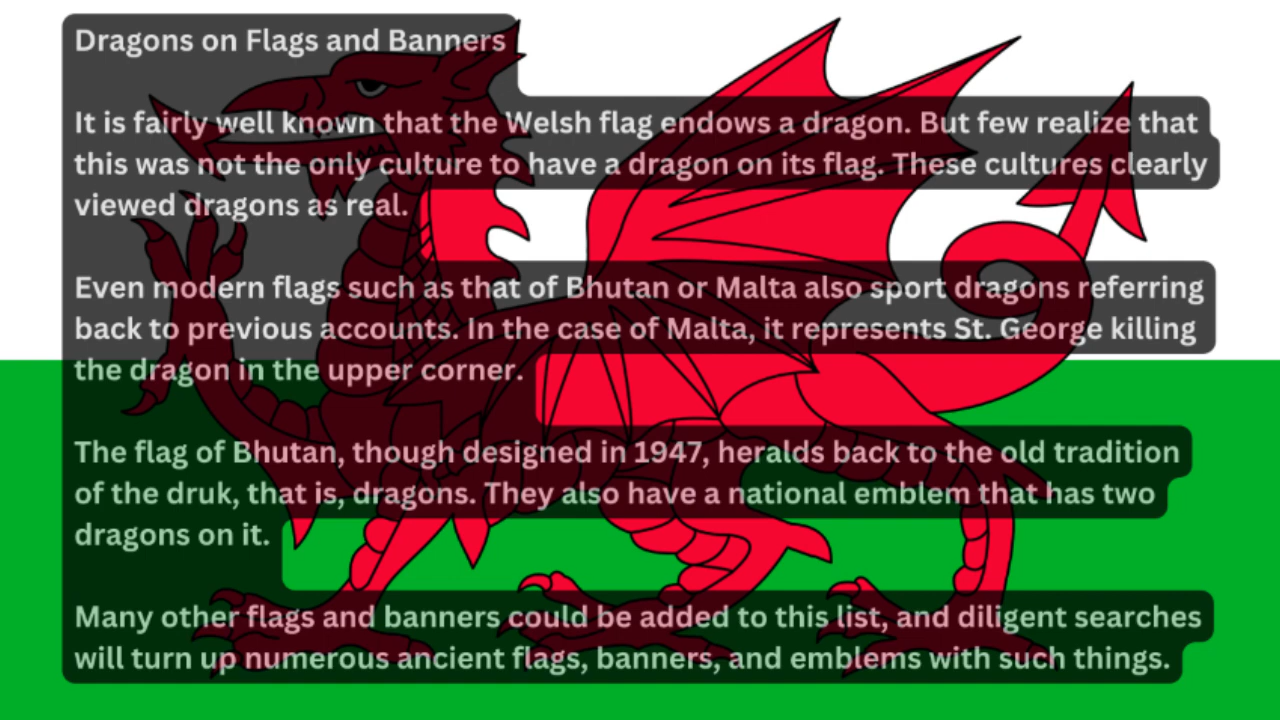 Dragons on Flags and Banners
It is fairly well known that the Welsh flag endows a dragon. But few realize that
this was not the only culture to have a dragon on its flag. These cultures clearly
viewed dragons as real.
Even modern flags such as that of Bhutan or Malta also sport dragons referring
back to previous accounts. In the case of Malta, it represents St. George killing
the dragon in the upper corner.
The flag of Bhutan, though designed in 1947, heralds back to the old tradition
of the druk, that is, dragons. They also have a national emblem that has two
dragons on it.
Many other flags and banners could be added to this list, and diligent searches
will turn up numerous ancient flags, banners, and emblems with such things.